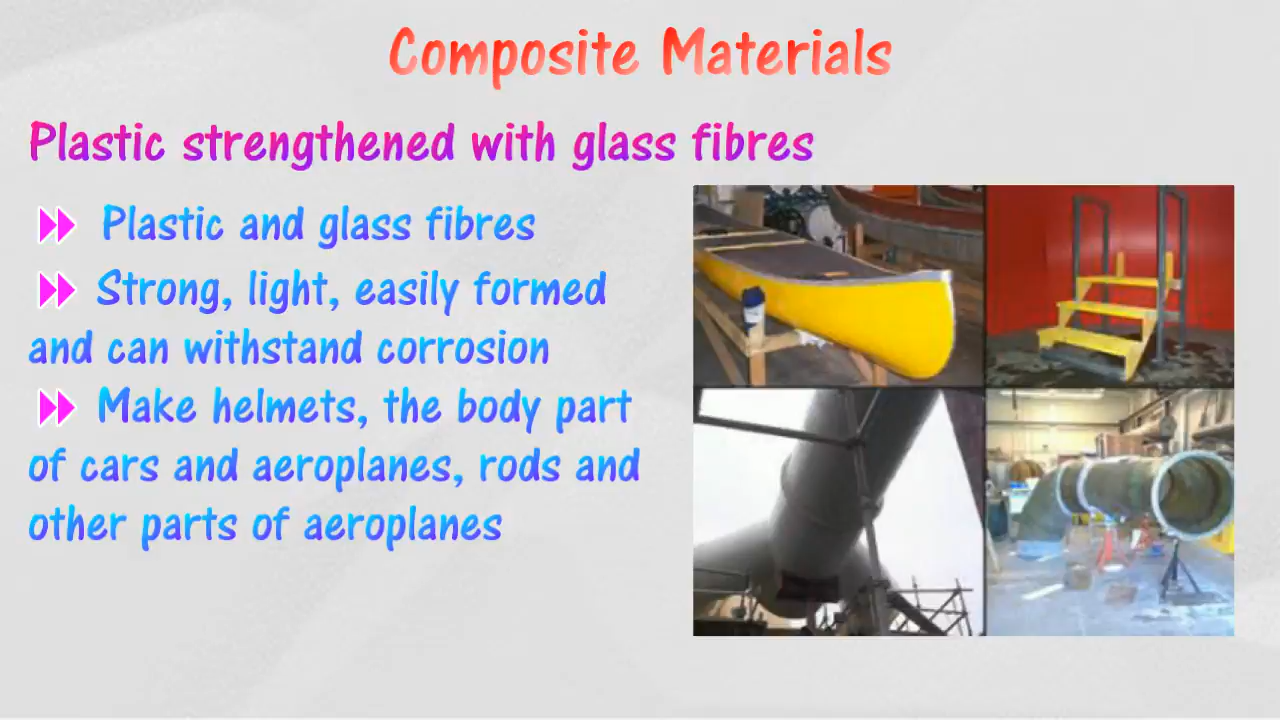 Composite Materials
Plastic strengthened with glass fibres
Plastic and glass fibres
Strong, light, easily formed
and can withstand corrosion
Make helmets, the body part
of cars and aeroplanes, rods and
other parts of aeroplanes